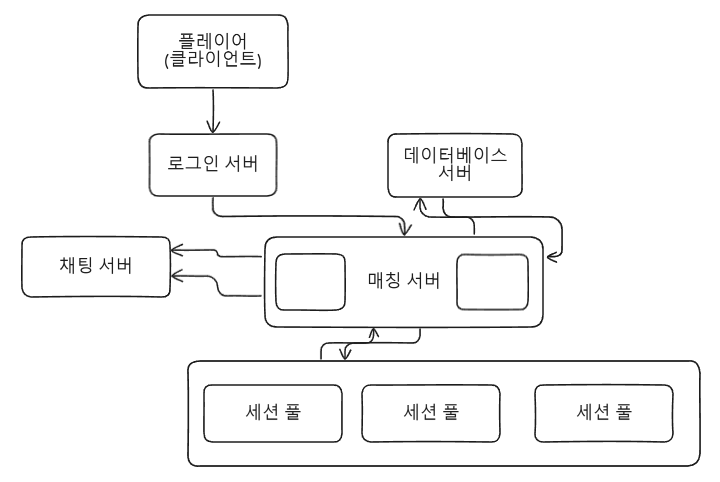 플레이어
(클라이언트)
로그인 서버
데이터베이스
서버
채팅 서버
매칭 서버
세션 풀
세션 풀
세션 풀